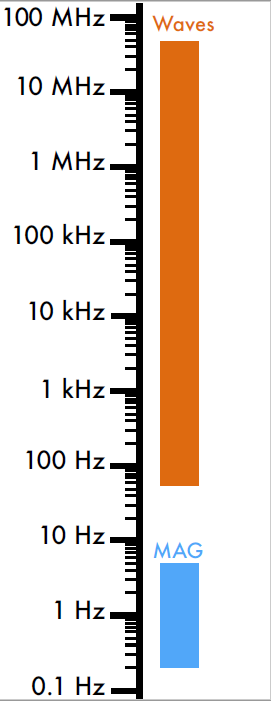 100 MHz
Waves
10 MHz
1 MHz
100 kHz
10 kHz
1 kHz
100 Hz
10 Hz
MAG
1 Hz
0.1 Hz